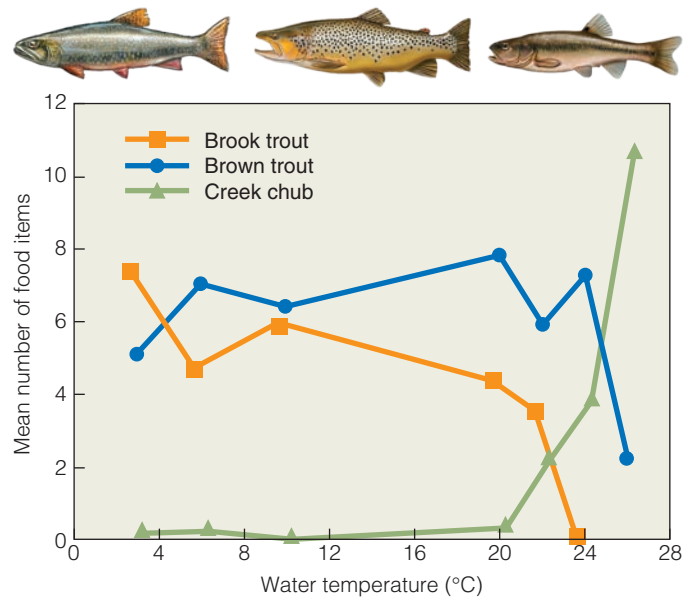 12
10
8
6
4
2
0
Mean number of food items
Brook trout
Brown trout
Creek chub
0 4 8 12 16 20 24 28
Water temperature (°C)